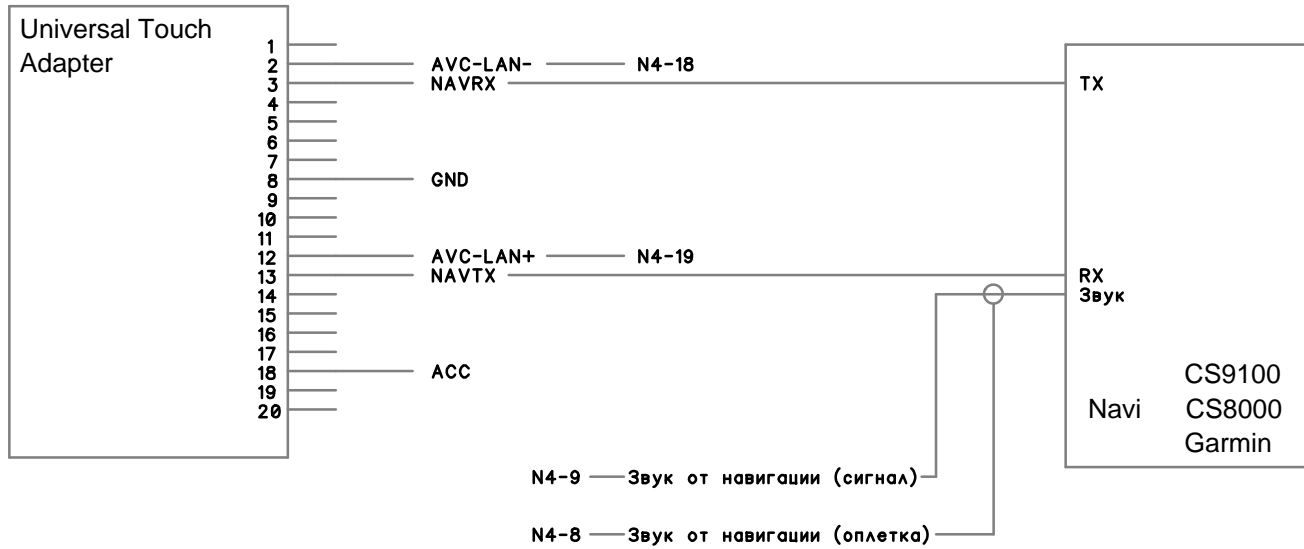 Universal Touch
Adapter
1
2 AVC-LAN- N4-18
3 NAVRX TX
4
5
6
7
8 GND
9
10
11
12 AVC-LAN+ N4-19
13 NAVTX RX
14 Звук
15
16
17
18 ACC
19
20
CS9100
Navi CS8000
Garmin
N4-9 Звук от навигации (сигнал)
N4-8 Звук от навигации (оплетка)